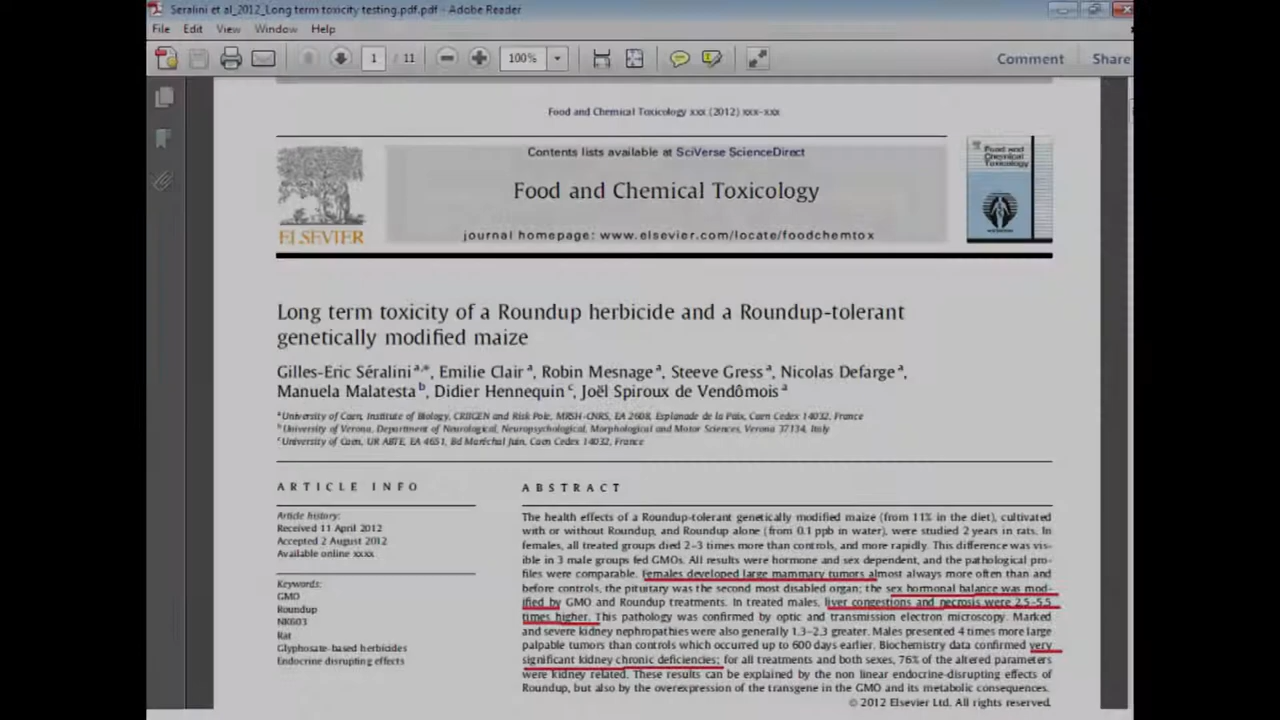 Seralini et al_2012_Long term toxicity testing.pdf.pdf - Adobe Reader
File Edit View Window Help
1 / 11 100% Comment Share
Food and Chemical Toxicology xxx (2012) xxx–xxx
Contents lists available at SciVerse ScienceDirect
Food and Chemical Toxicology
journal homepage: www.elsevier.com/locate/foodchemtox
ELSEVIER
Food and
Chemical
Toxicology
Long term toxicity of a Roundup herbicide and a Roundup-tolerant
genetically modified maize
Gilles-Eric Séralini a,*, Emilie Clair a, Robin Mesnage a, Steeve Gress a, Nicolas Defarge a,
Manuela Malatesta b, Didier Hennequin c, Joël Spiroux de Vendômois a
a University of Caen, Institute of Biology, CRIIGEN and Risk Pole, MRSH-CNRS, EA 2608, Esplanade de la Paix, Caen Cedex 14032, France
b University of Verona, Department of Neurological, Neuropsychological, Morphological and Motor Sciences, Verona 37134, Italy
c University of Caen, UR ABTE, EA 4651, Bd Maréchal Juin, Caen Cedex 14032, France
ARTICLE INFO
Article history:
Received 11 April 2012
Accepted 2 August 2012
Available online xxxx
Keywords:
GMO
Roundup
NK603
Rat
Glyphosate-based herbicides
Endocrine disrupting effects
ABSTRACT
The health effects of a Roundup-tolerant genetically modified maize (from 11% in the diet), cultivated
with or without Roundup, and Roundup alone (from 0.1 ppb in water), were studied 2 years in rats. In
females, all treated groups died 2–3 times more than controls, and more rapidly. This difference was vis-
ible in 3 male groups fed GMOs. All results were hormone and sex dependent, and the pathological pro-
files were comparable. Females developed large mammary tumors almost always more often than and
before controls, the pituitary was the second most disabled organ; the sex hormonal balance was mod-
ified by GMO and Roundup treatments. In treated males, liver congestions and necrosis were 2.5–5.5
times higher. This pathology was confirmed by optic and transmission electron microscopy. Marked
and severe kidney nephropathies were also generally 1.3–2.3 greater. Males presented 4 times more large
palpable tumors than controls which occurred up to 600 days earlier. Biochemistry data confirmed very
significant kidney chronic deficiencies; for all treatments and both sexes, 76% of the altered parameters
were kidney related. These results can be explained by the non linear endocrine-disrupting effects of
Roundup, but also by the overexpression of the transgene in the GMO and its metabolic consequences.
© 2012 Elsevier Ltd. All rights reserved.